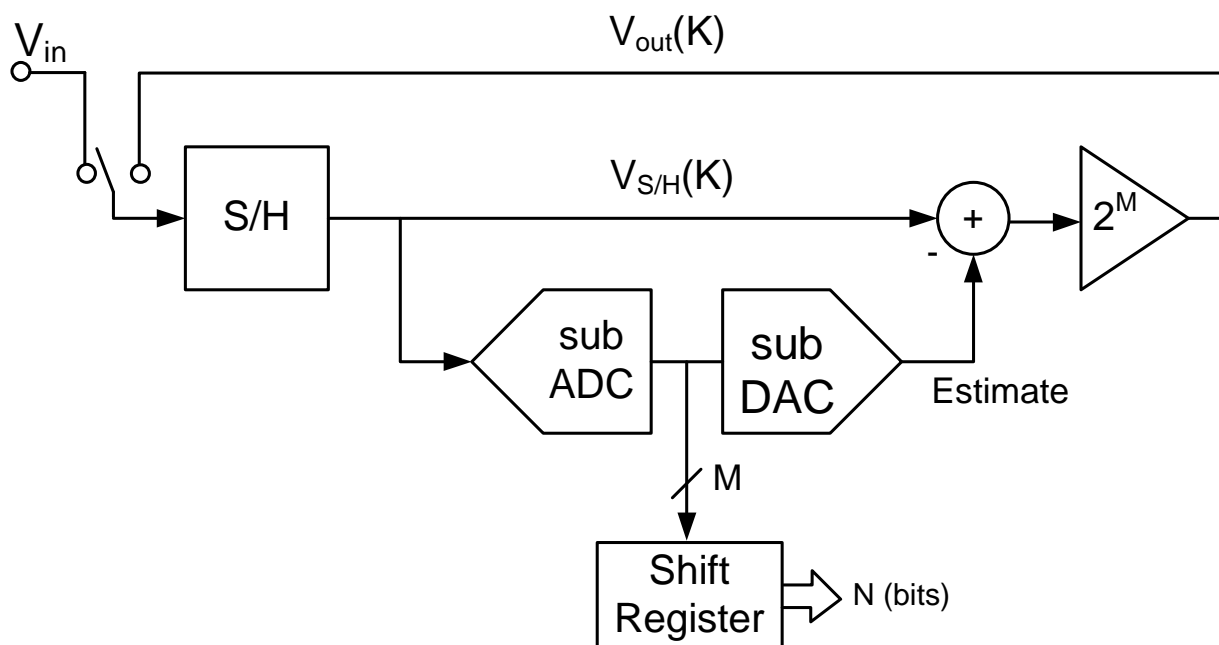 V_in
V_out(K)
S/H
V_S/H(K)
+
-
2^M
sub
ADC
sub
DAC
Estimate
M
Shift
Register
N (bits)